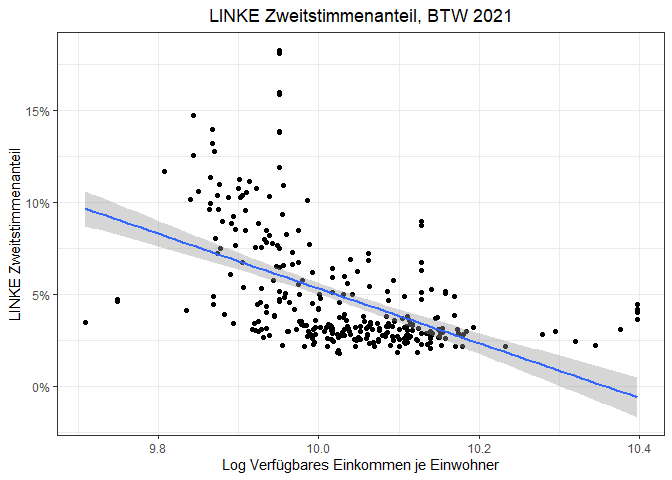 LINKE Zweitstimmenanteil, BTW 2021
LINKE Zweitstimmenanteil
15%
10%
5%
0%
9.8 10.0 10.2 10.4
Log Verfügbares Einkommen je Einwohner